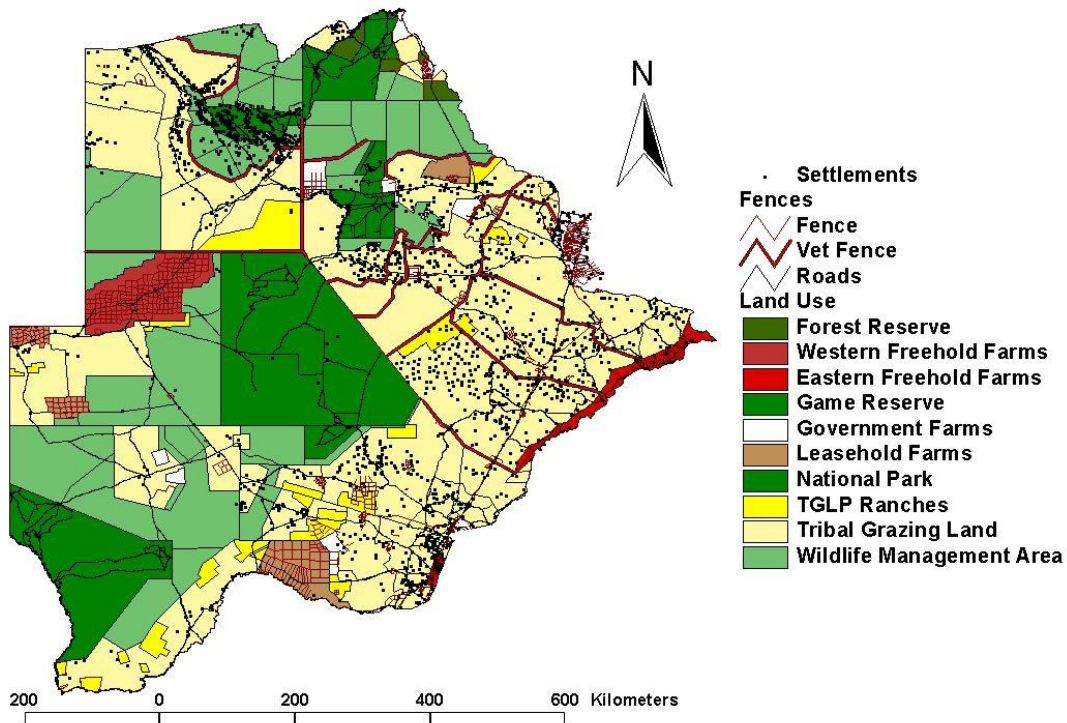 N
Settlements
Fences
Fence
Vet Fence
Roads
Land Use
Forest Reserve
Western Freehold Farms
Eastern Freehold Farms
Game Reserve
Government Farms
Leasehold Farms
National Park
TGLP Ranches
Tribal Grazing Land
Wildlife Management Area
200 0 200 400 600 Kilometers